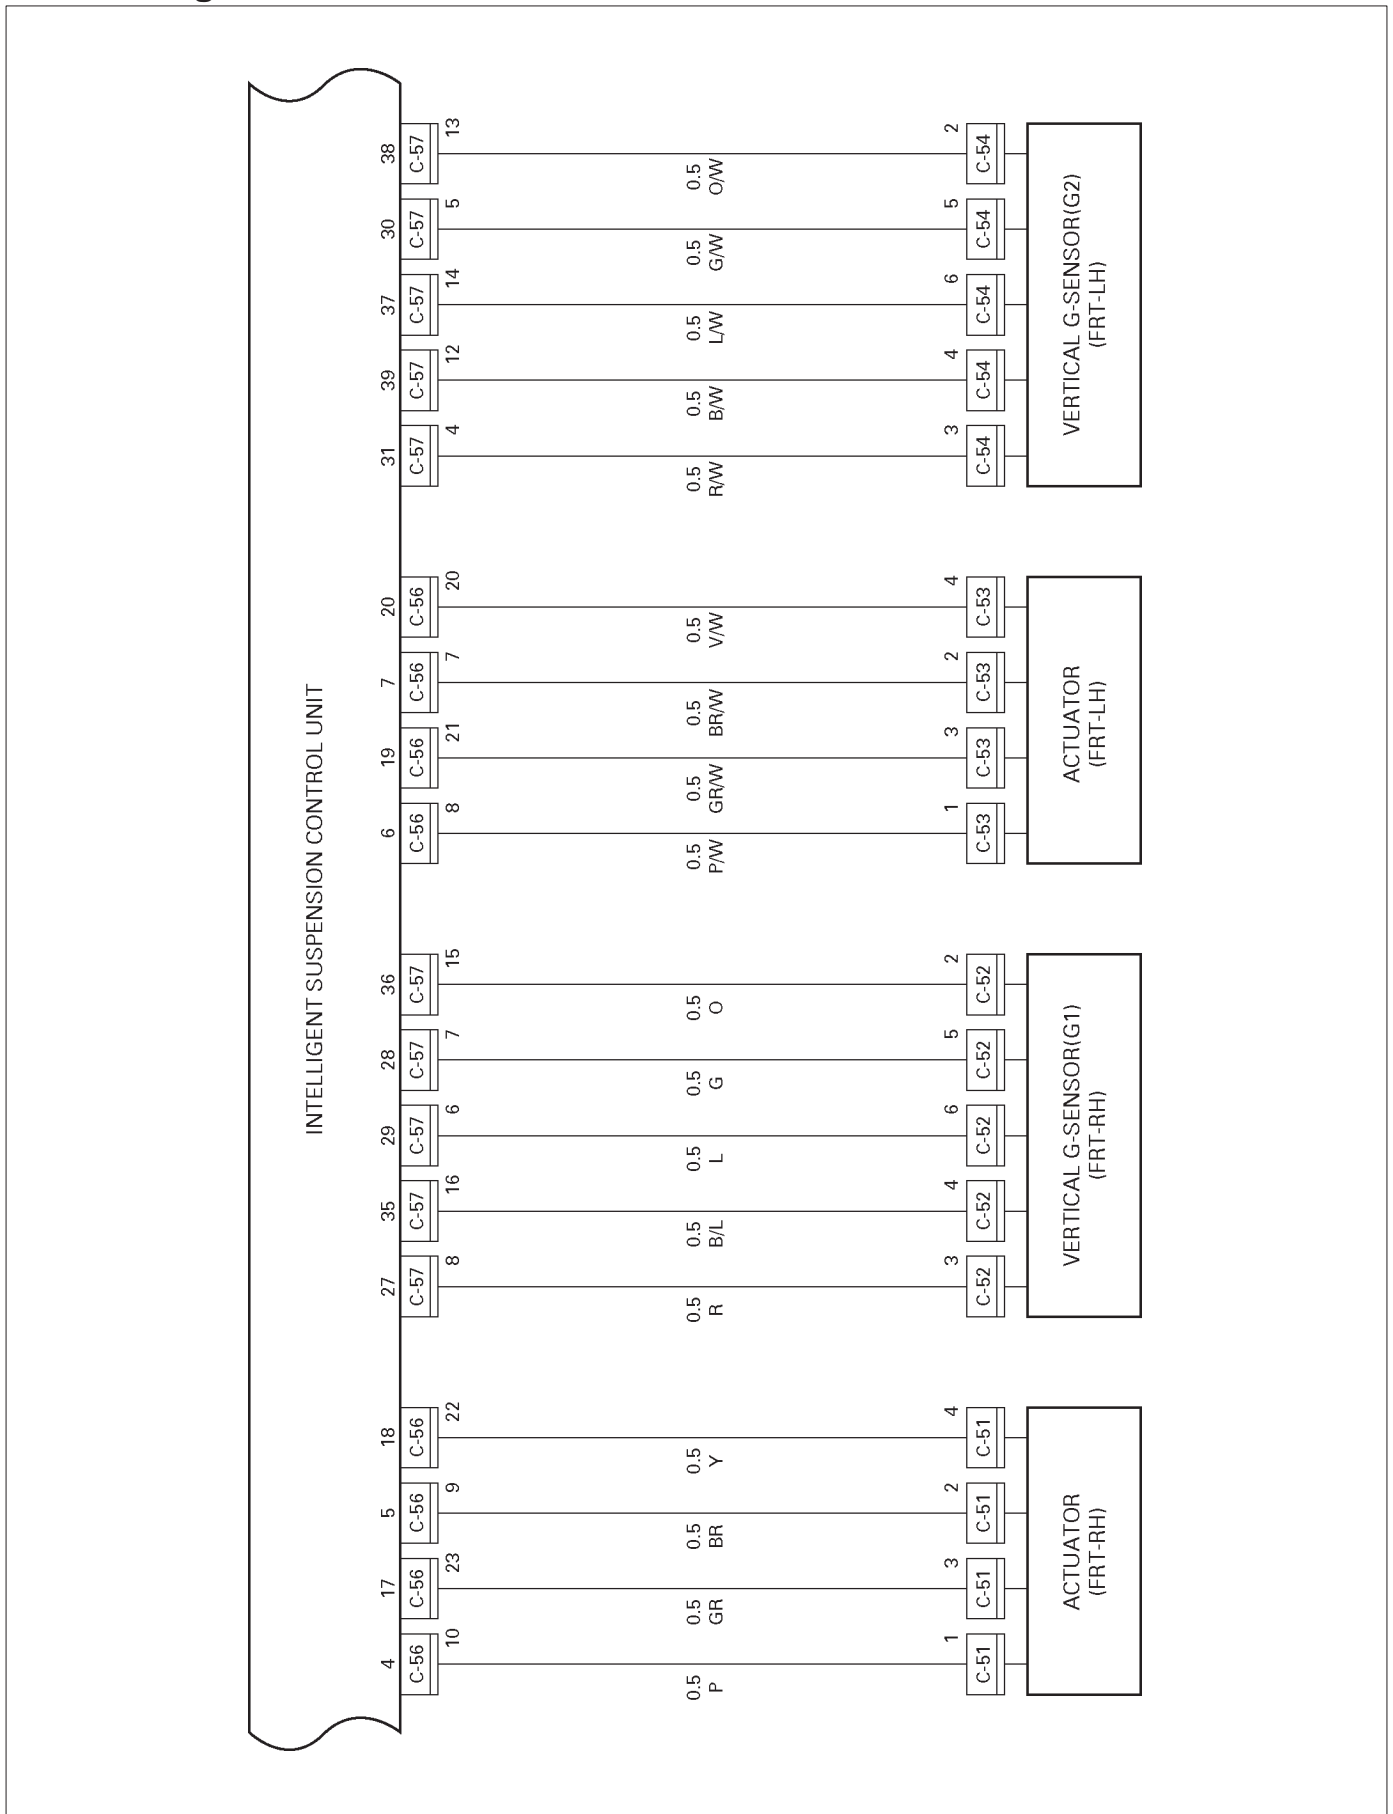 INTELLIGENT SUSPENSION CONTROL UNIT
4 17 5 18 27 35 29 28 36 6 19 7 20 31 39 37 30 38
C-56 C-56 C-56 C-56 C-57 C-57 C-57 C-57 C-57 C-56 C-56 C-56 C-56 C-57 C-57 C-57 C-57 C-57
10 23 9 22 8 16 6 7 15 8 21 7 20 4 12 14 5 13
0.5 0.5 0.5 0.5 0.5 0.5 0.5 0.5 0.5 0.5 0.5 0.5 0.5 0.5 0.5 0.5 0.5 0.5
P GR BR Y R B/L L G O P/W GR/W BR/W V/W R/W B/W L/W G/W O/W
1 3 2 4 3 4 6 5 2 1 3 2 4 3 4 6 5 2
C-51 C-51 C-51 C-51 C-52 C-52 C-52 C-52 C-52 C-53 C-53 C-53 C-53 C-54 C-54 C-54 C-54 C-54
ACTUATOR
(FRT-RH)
VERTICAL G-SENSOR(G1)
(FRT-RH)
ACTUATOR
(FRT-LH)
VERTICAL G-SENSOR(G2)
(FRT-LH)